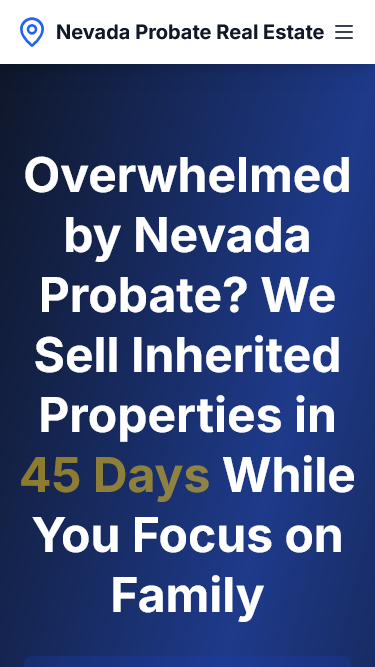 Nevada Probate Real Estate
Overwhelmed
by Nevada
Probate? We
Sell Inherited
Properties in
45 Days While
You Focus on
Family